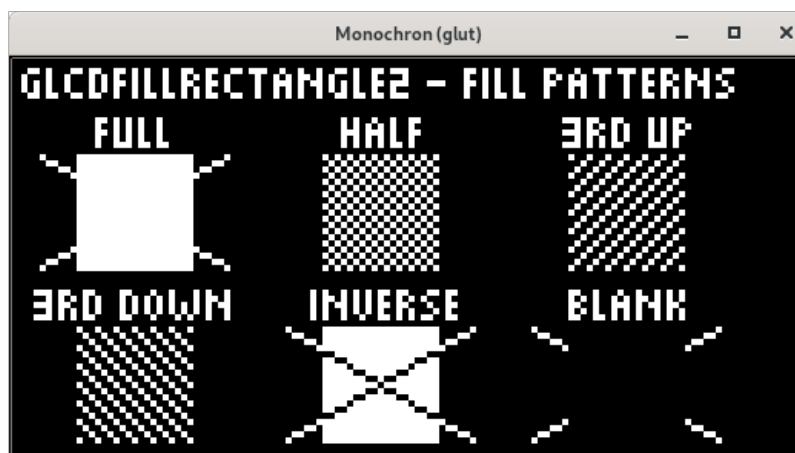 Monochron (glut)
GLCDFILLRECTANGLE2 - FILL PATTERNS
FULL HALF 3RD UP
3RD DOWN INVERSE BLANK